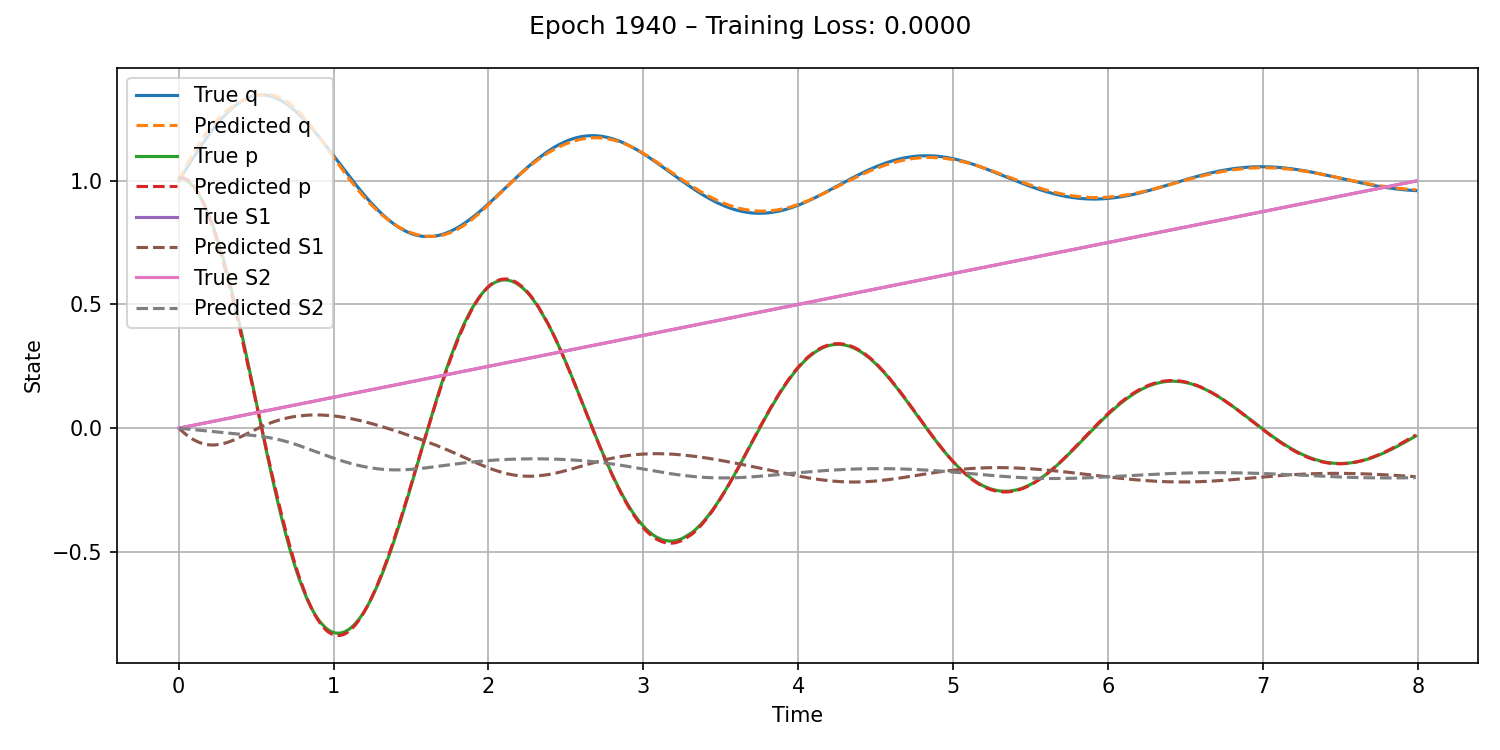 Epoch 1940 – Training Loss: 0.0000
True q
Predicted q
True p
Predicted p
True S1
Predicted S1
True S2
Predicted S2
1.0
0.5
0.0
−0.5
State
0 1 2 3 4 5 6 7 8
Time